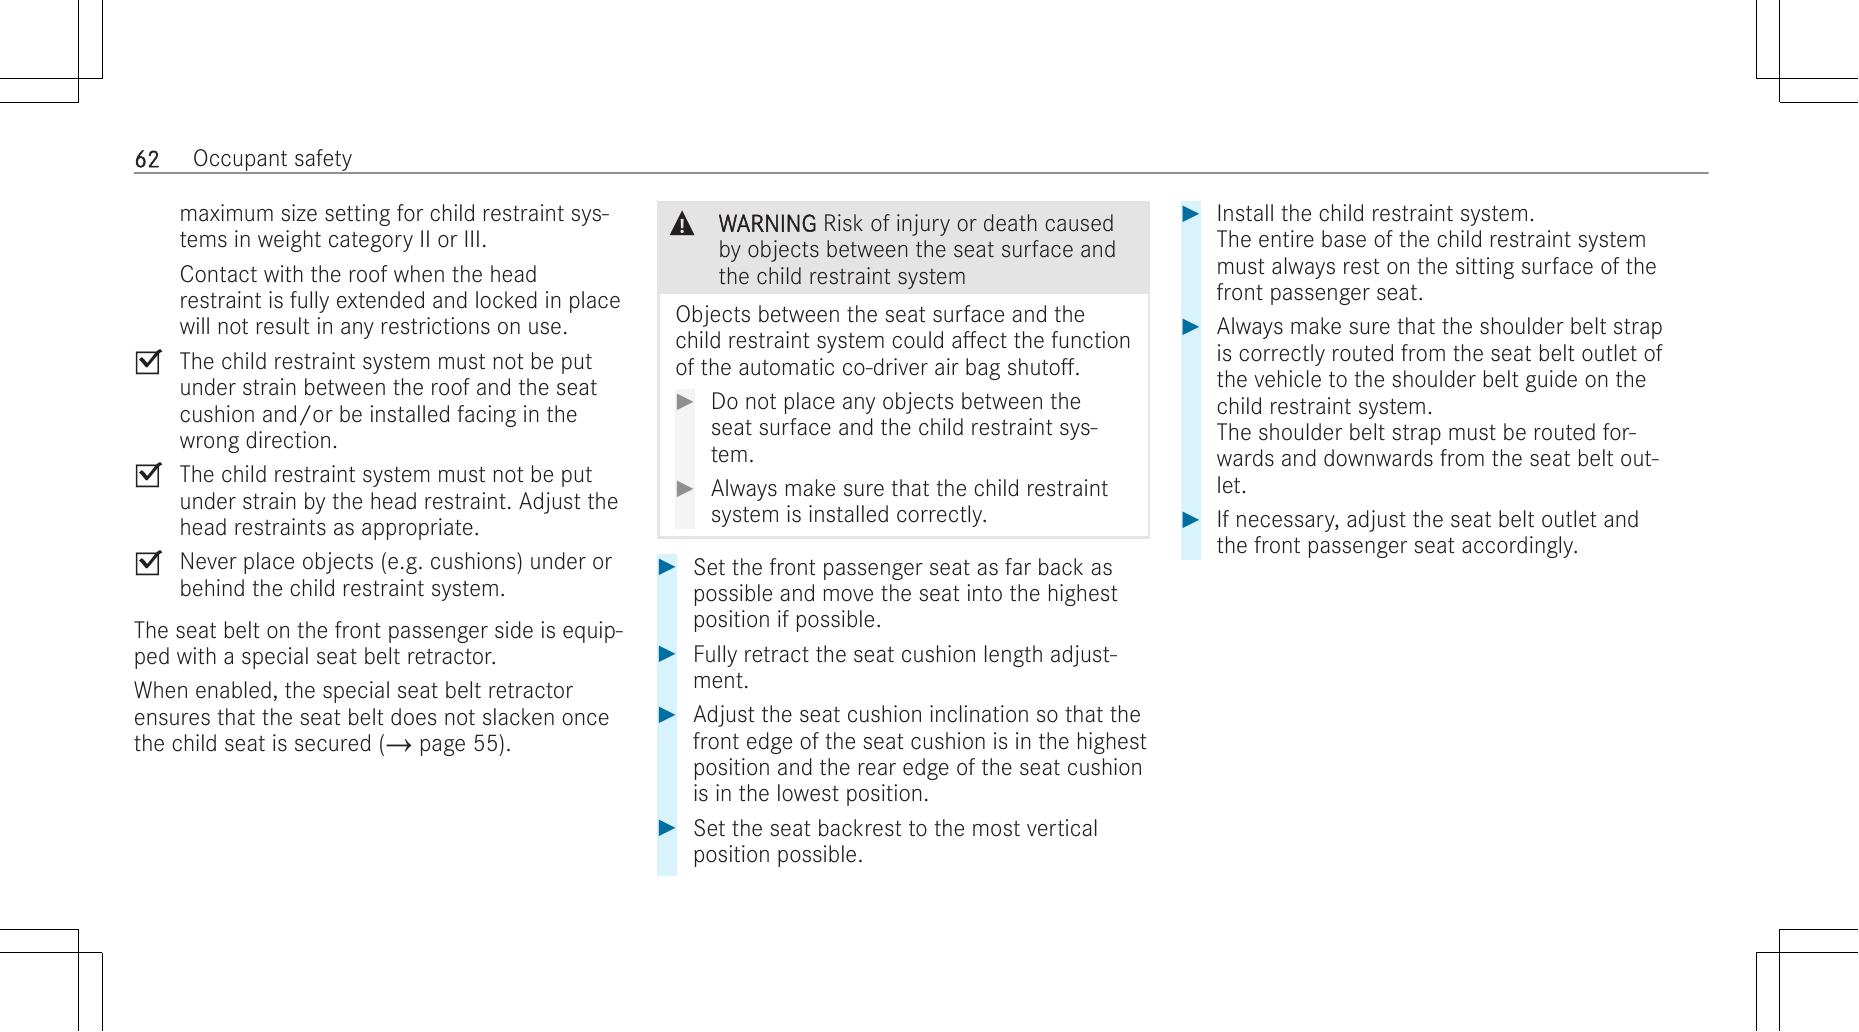 62 Occupant safety
maximum size setting for child restraint sys-
tems in weight category II or III.
Contact with the roof when the head
restraint is fully extended and locked in place
will not result in any restrictions on use.
The child restraint system must not be put
under strain between the roof and the seat
cushion and/or be installed facing in the
wrong direction.
The child restraint system must not be put
under strain by the head restraint. Adjust the
head restraints as appropriate.
Never place objects (e.g. cushions) under or
behind the child restraint system.
The seat belt on the front passenger side is equip-
ped with a special seat belt retractor.
When enabled, the special seat belt retractor
ensures that the seat belt does not slacken once
the child seat is secured (→ page 55).
WARNING Risk of injury or death caused
by objects between the seat surface and
the child restraint system
Objects between the seat surface and the
child restraint system could affect the function
of the automatic co-driver air bag shutoff.
▶ Do not place any objects between the
seat surface and the child restraint sys-
tem.
▶ Always make sure that the child restraint
system is installed correctly.
▶ Set the front passenger seat as far back as
possible and move the seat into the highest
position if possible.
▶ Fully retract the seat cushion length adjust-
ment.
▶ Adjust the seat cushion inclination so that the
front edge of the seat cushion is in the highest
position and the rear edge of the seat cushion
is in the lowest position.
▶ Set the seat backrest to the most vertical
position possible.
▶ Install the child restraint system.
The entire base of the child restraint system
must always rest on the sitting surface of the
front passenger seat.
▶ Always make sure that the shoulder belt strap
is correctly routed from the seat belt outlet of
the vehicle to the shoulder belt guide on the
child restraint system.
The shoulder belt strap must be routed for-
wards and downwards from the seat belt out-
let.
▶ If necessary, adjust the seat belt outlet and
the front passenger seat accordingly.